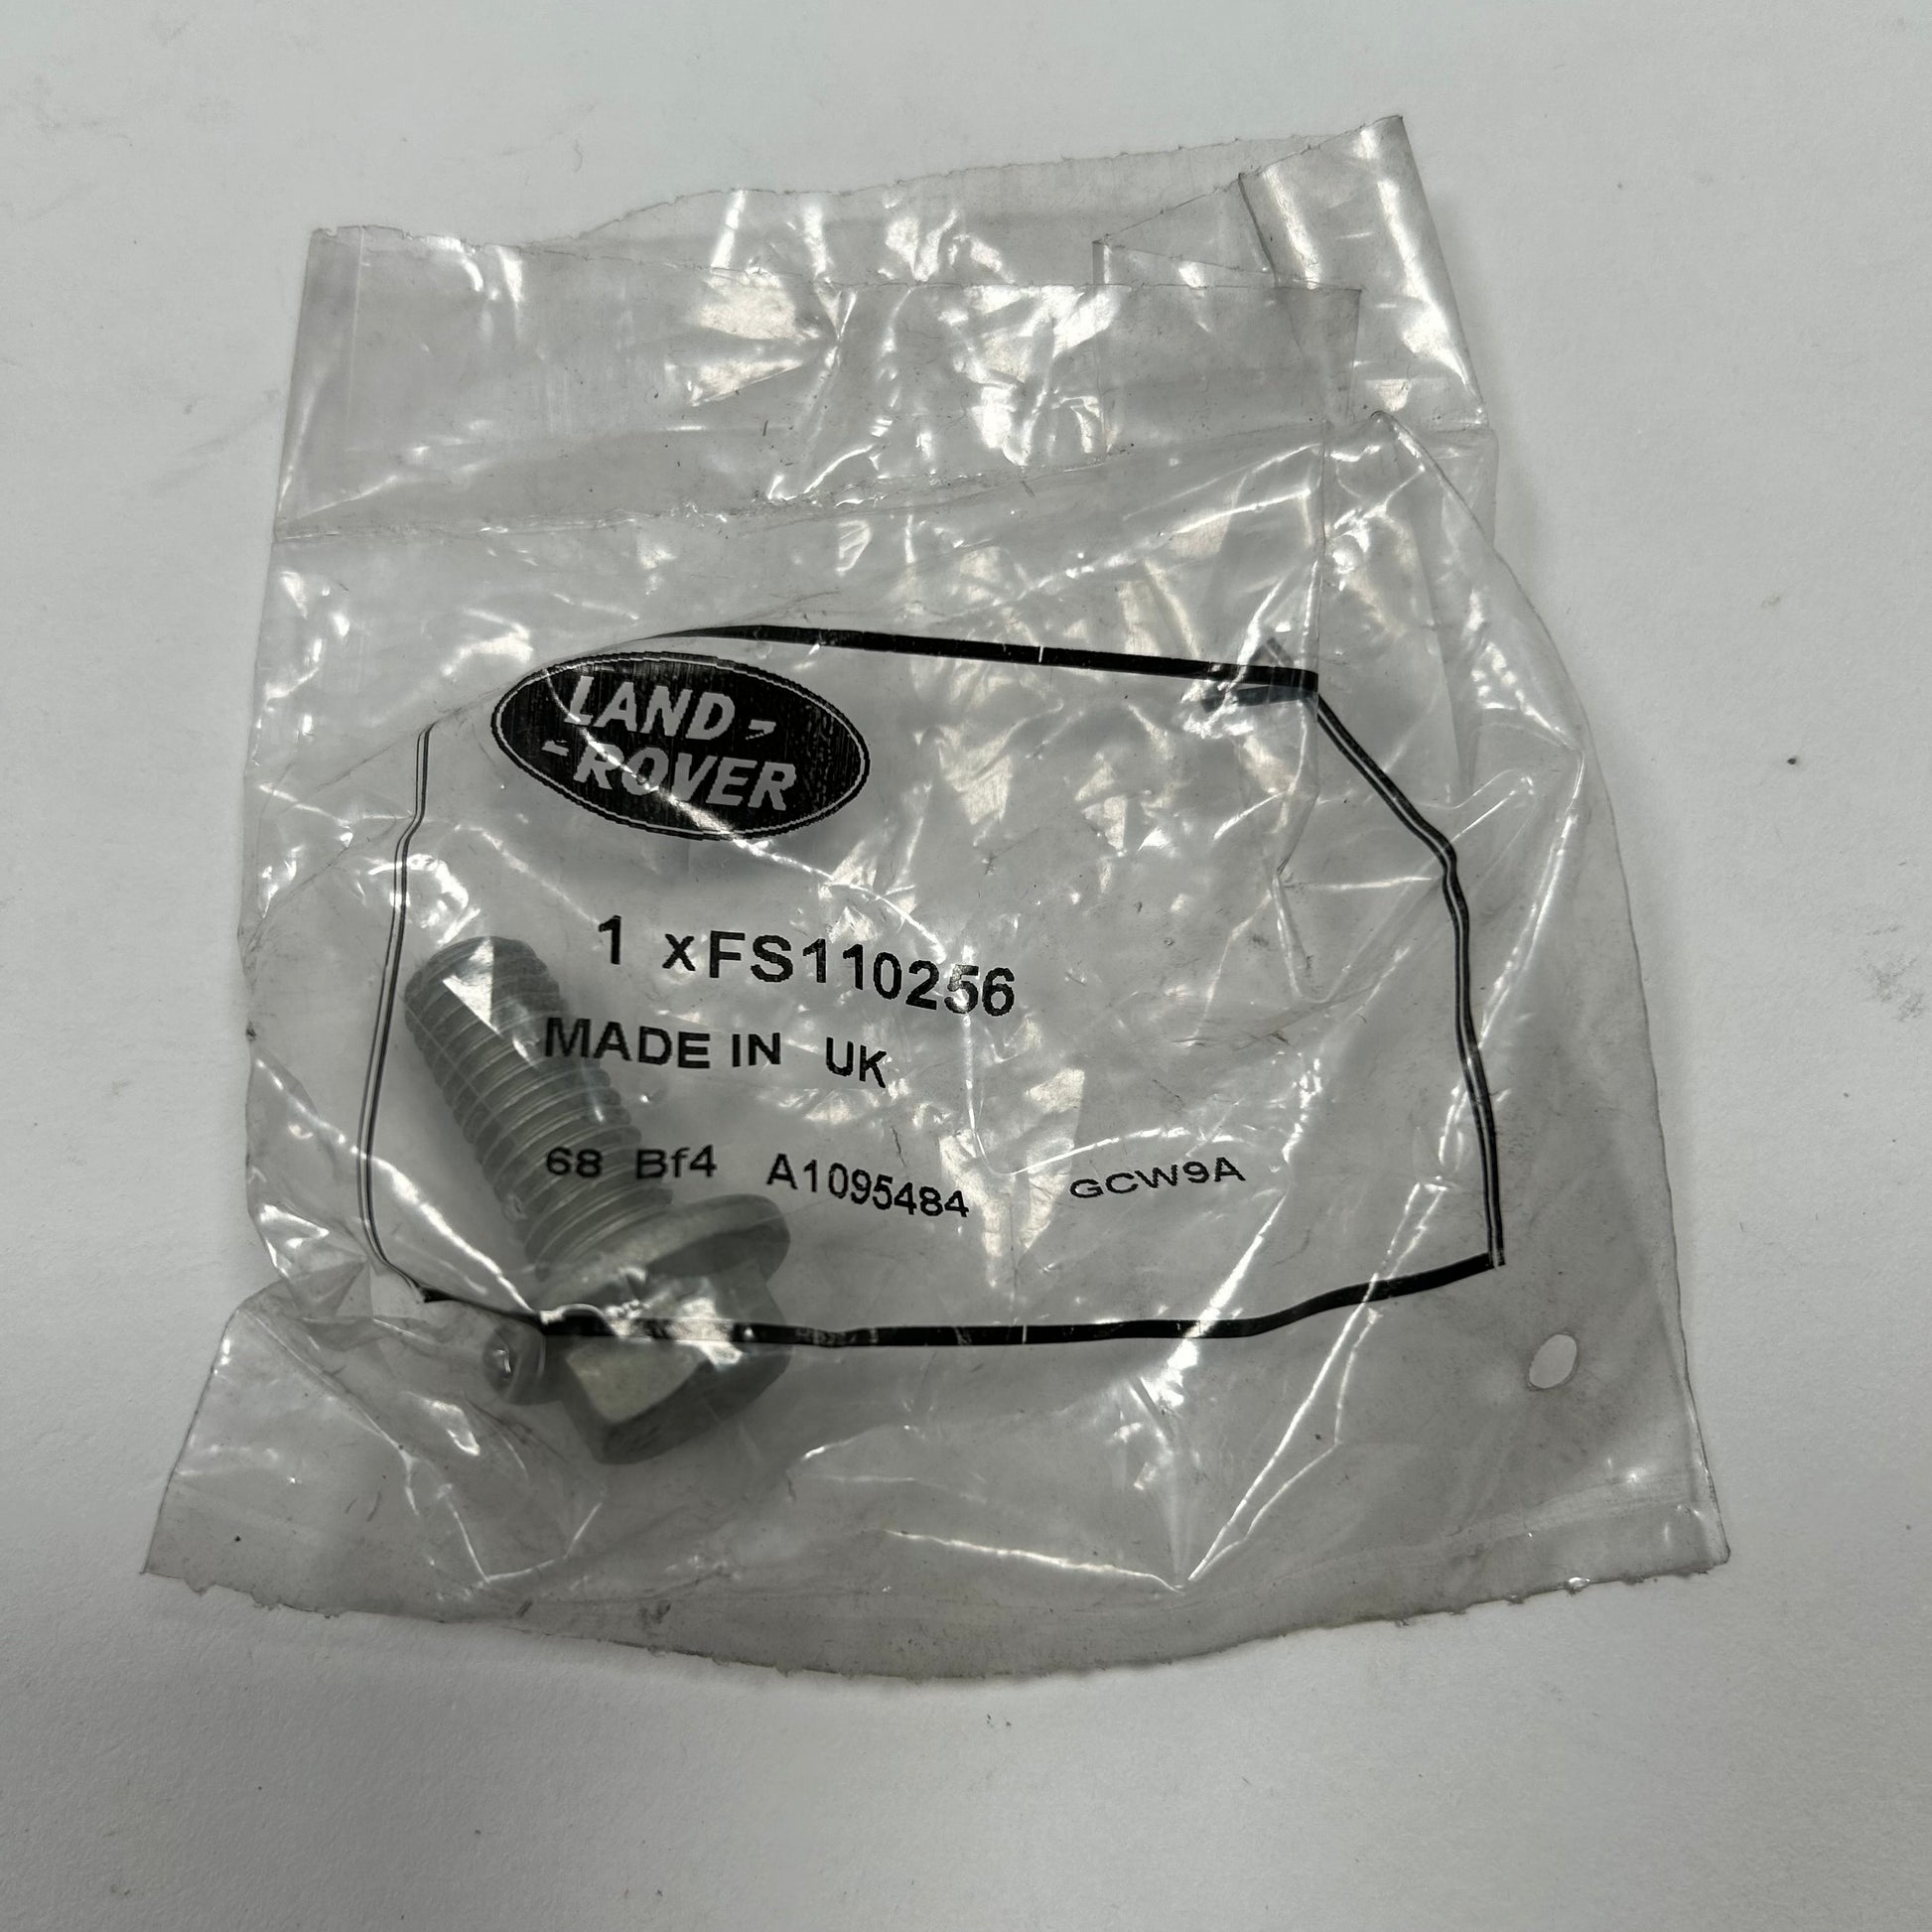 LAND-
-ROVER
1 xFS110256
MADE IN UK
68 Bf4 A1095484 GCW9A